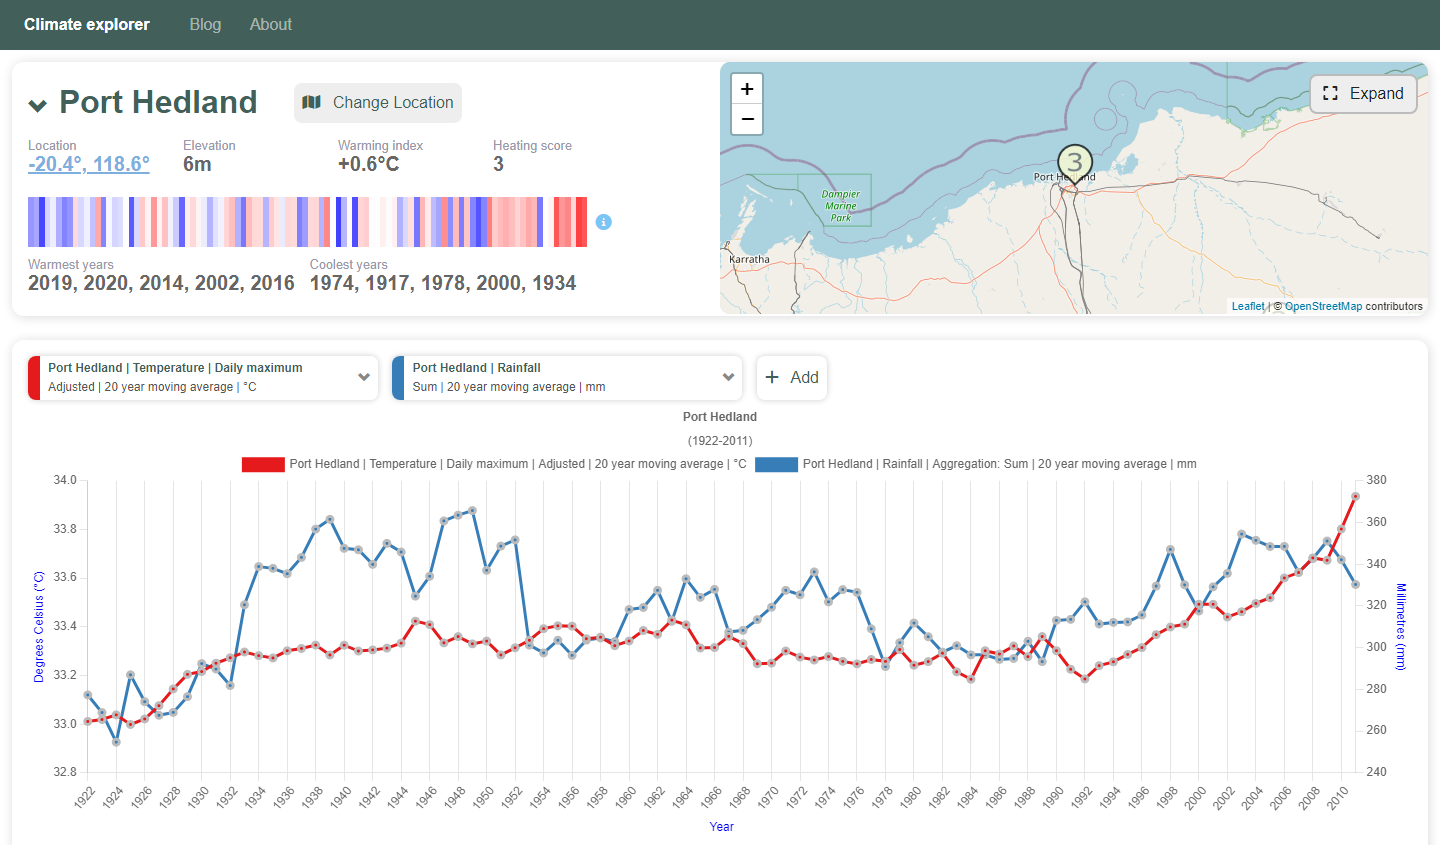 Climate explorer Blog About
Port Hedland Change Location
Location Elevation Warming index Heating score
-20.4°, 118.6° 6m +0.6°C 3
Warmest years Coolest years
2019, 2020, 2014, 2002, 2016 1974, 1917, 1978, 2000, 1934
+
−
Expand
3
Port Hedland
Dampier
Marine
Park
Karratha
Leaflet | © OpenStreetMap contributors
Port Hedland | Temperature | Daily maximum
Adjusted | 20 year moving average | °C
Port Hedland | Rainfall
Sum | 20 year moving average | mm
+ Add
Port Hedland
(1922-2011)
Port Hedland | Temperature | Daily maximum | Adjusted | 20 year moving average | °C Port Hedland | Rainfall | Aggregation: Sum | 20 year moving average | mm
34.0 380
33.8 360
33.6 340
33.4 320
33.2 300
33.0 280
32.8 260
240
Degrees Celsius (°C)
Millimetres (mm)
1922 1924 1926 1928 1930 1932 1934 1936 1938 1940 1942 1944 1946 1948 1950 1952 1954 1956 1958 1960 1962 1964 1966 1968 1970 1972 1974 1976 1978 1980 1982 1984 1986 1988 1990 1992 1994 1996 1998 2000 2002 2004 2006 2008 2010
Year